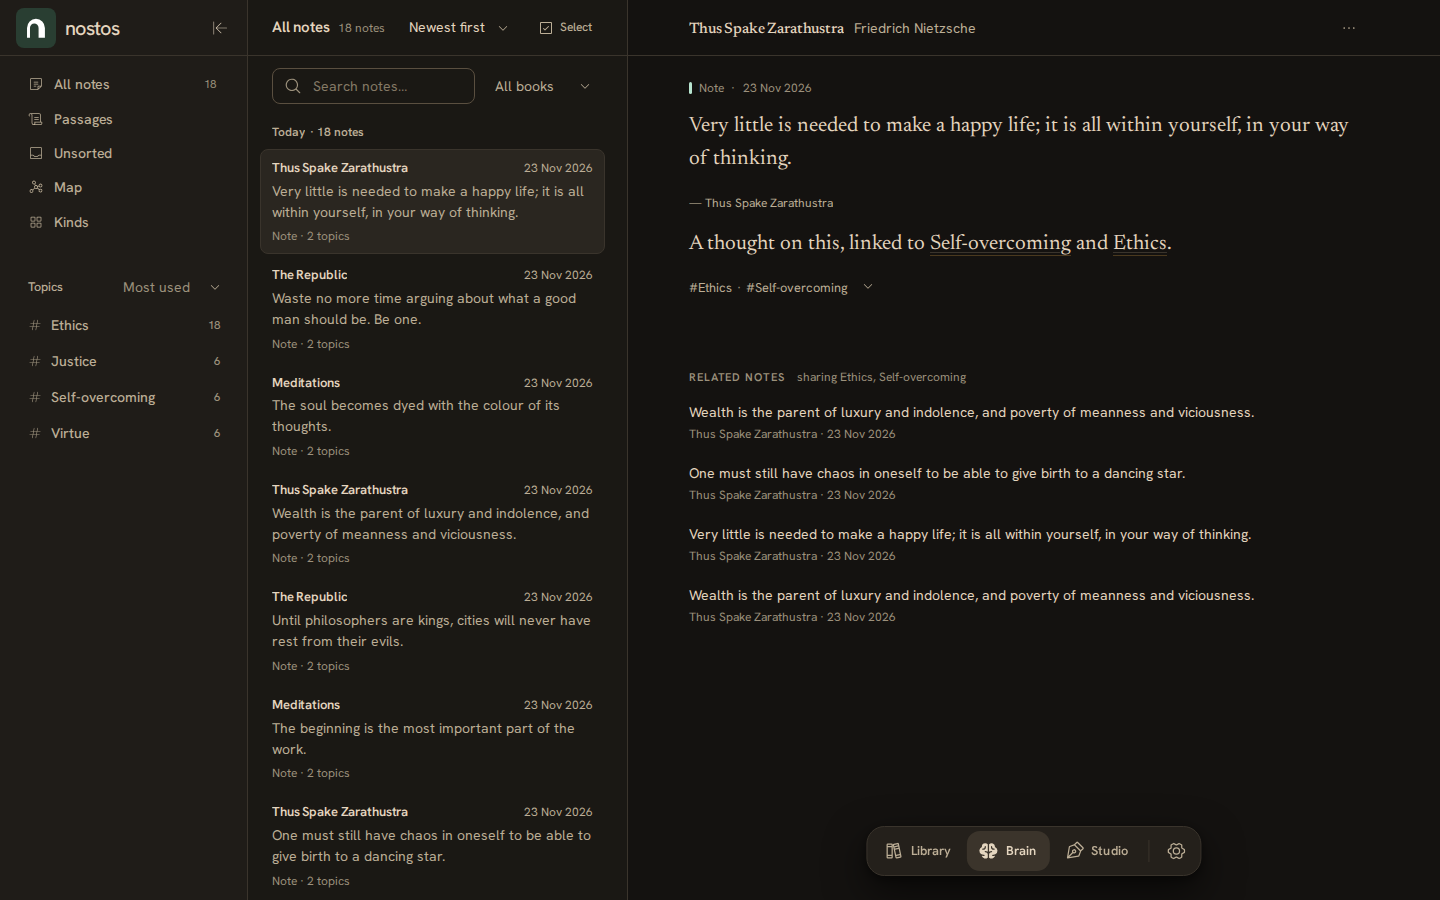 nostos
All notes 18
Passages
Unsorted
Map
Kinds
Topics Most used
# Ethics 18
# Justice 6
# Self-overcoming 6
# Virtue 6
All notes 18 notes Newest first Select
Search notes... All books
Today · 18 notes
Thus Spake Zarathustra 23 Nov 2026
Very little is needed to make a happy life; it is all
within yourself, in your way of thinking.
Note · 2 topics
The Republic 23 Nov 2026
Waste no more time arguing about what a good
man should be. Be one.
Note · 2 topics
Meditations 23 Nov 2026
The soul becomes dyed with the colour of its
thoughts.
Note · 2 topics
Thus Spake Zarathustra 23 Nov 2026
Wealth is the parent of luxury and indolence, and
poverty of meanness and viciousness.
Note · 2 topics
The Republic 23 Nov 2026
Until philosophers are kings, cities will never have
rest from their evils.
Note · 2 topics
Meditations 23 Nov 2026
The beginning is the most important part of the
work.
Note · 2 topics
Thus Spake Zarathustra 23 Nov 2026
One must still have chaos in oneself to be able to
give birth to a dancing star.
Note · 2 topics
Thus Spake Zarathustra Friedrich Nietzsche
Note · 23 Nov 2026
Very little is needed to make a happy life; it is all within yourself, in your way
of thinking.
— Thus Spake Zarathustra
A thought on this, linked to Self-overcoming and Ethics.
#Ethics · #Self-overcoming
RELATED NOTES sharing Ethics, Self-overcoming
Wealth is the parent of luxury and indolence, and poverty of meanness and viciousness.
Thus Spake Zarathustra · 23 Nov 2026
One must still have chaos in oneself to be able to give birth to a dancing star.
Thus Spake Zarathustra · 23 Nov 2026
Very little is needed to make a happy life; it is all within yourself, in your way of thinking.
Thus Spake Zarathustra · 23 Nov 2026
Wealth is the parent of luxury and indolence, and poverty of meanness and viciousness.
Thus Spake Zarathustra · 23 Nov 2026
Library Brain Studio